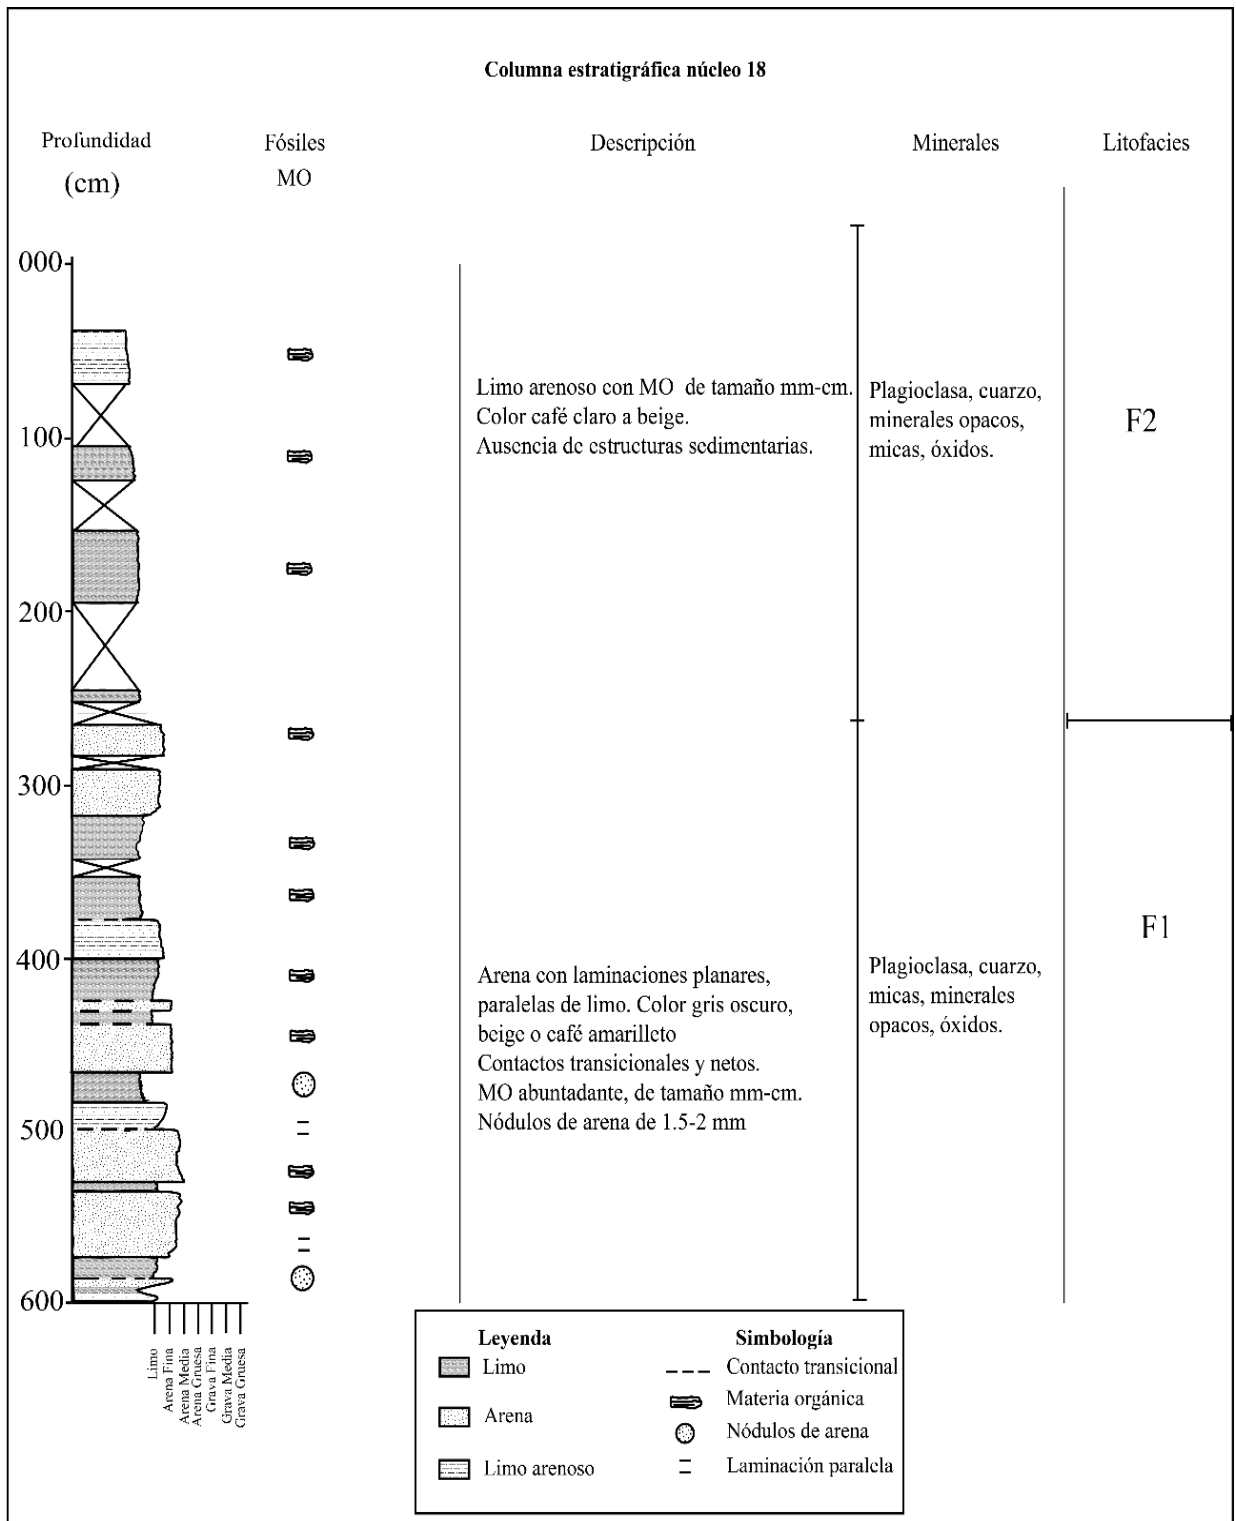 Columna estratigráfica núcleo 18
Profundidad
(cm)
Fósiles
MO
Descripción
Minerales
Litofacies
000
100
200
300
400
500
600
Limo arenoso con MO de tamaño mm-cm.
Color café claro a beige.
Ausencia de estructuras sedimentarias.
Plagioclasa, cuarzo,
minerales opacos,
micas, óxidos.
F2
Arena con laminaciones planares,
paralelas de limo. Color gris oscuro,
beige o café amarilleto
Contactos transicionales y netos.
MO abuntadante, de tamaño mm-cm.
Nódulos de arena de 1.5-2 mm
Plagioclasa, cuarzo,
micas, minerales
opacos, óxidos.
F1
Limo
Arena Fina
Arena Media
Arena Gruesa
Grava Fina
Grava Media
Grava Gruesa
Leyenda
Limo
Arena
Limo arenoso
Simbología
Contacto transicional
Materia orgánica
Nódulos de arena
Laminación paralela